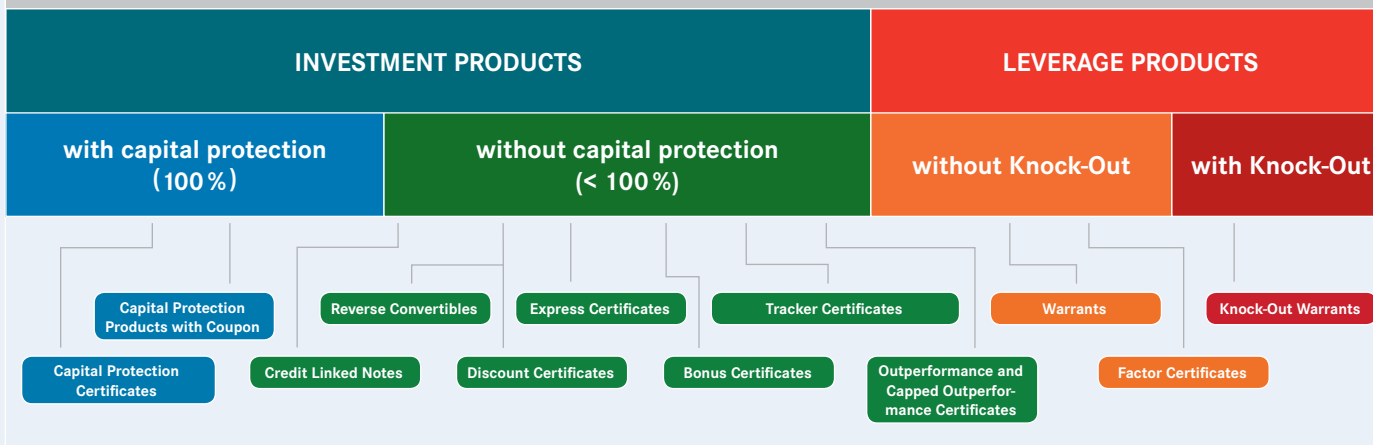 INVESTMENT PRODUCTS
LEVERAGE PRODUCTS
with capital protection
(100 %)
without capital protection
(< 100 %)
without Knock-Out
with Knock-Out
Capital Protection
Products with Coupon
Reverse Convertibles
Express Certificates
Tracker Certificates
Warrants
Knock-Out Warrants
Capital Protection
Certificates
Credit Linked Notes
Discount Certificates
Bonus Certificates
Outperformance and
Capped Outperfor-
mance Certificates
Factor Certificates